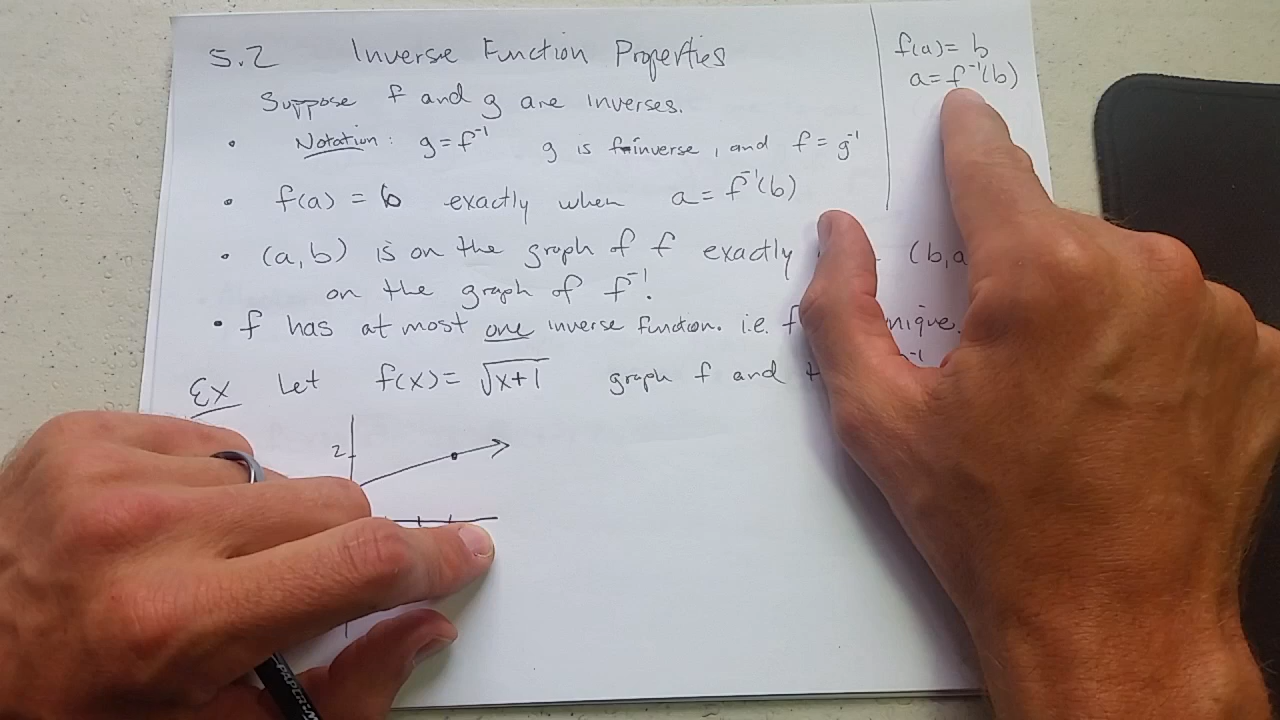 5.2 Inverse Function Properties
f(a) = b
a = f⁻¹(b)
Suppose f and g are inverses.
• Notation: g = f⁻¹ g is f inverse, and f = g⁻¹
• f(a) = b exactly when a = f⁻¹(b)
• (a,b) is on the graph of f exactly (b,a
on the graph of f⁻¹.
• f has at most one inverse function. i.e. f nique.
Ex Let f(x) = √x+1 graph f and
2
PAPER:M